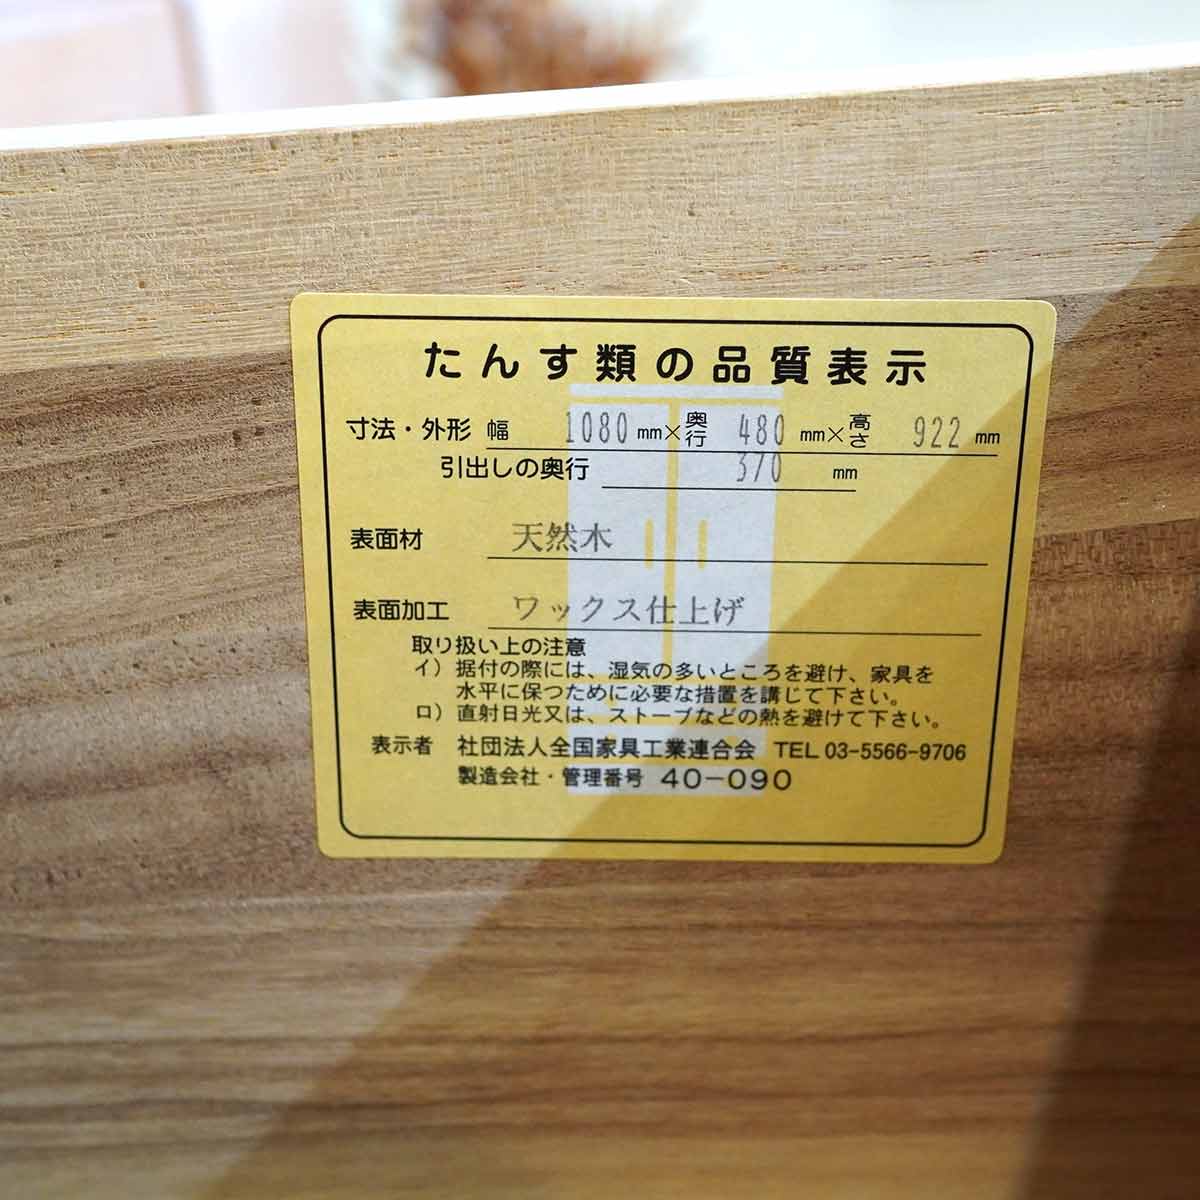 たんす類の品質表示
寸法・外形 幅 1080 mm×奥行 480 mm×高さ 922 mm
引出しの奥行 370 mm
表面材 天然木
表面加工 ワックス仕上げ
取り扱い上の注意
イ）据付の際には、湿気の多いところを避け、家具を
水平に保つために必要な措置を講じて下さい。
ロ）直射日光又は、ストーブなどの熱を避けて下さい。
表示者 社団法人全国家具工業連合会 TEL 03-5566-9706
製造会社・管理番号 40-090